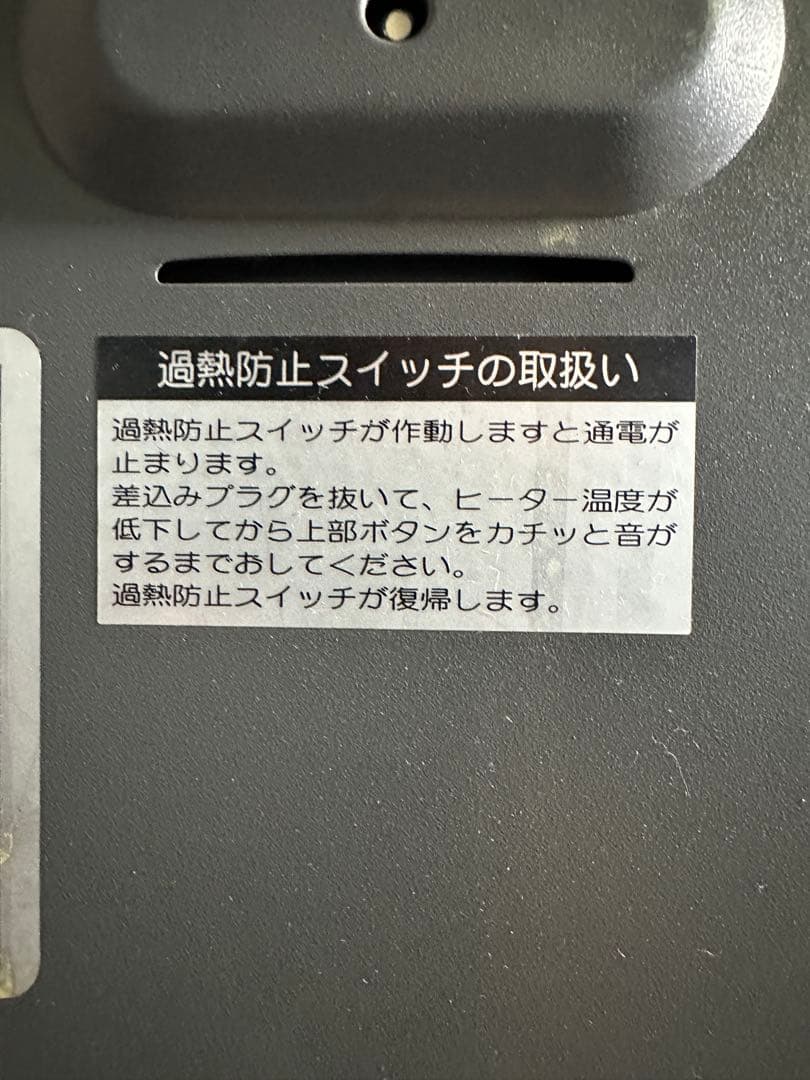 過熱防止スイッチの取扱い
過熱防止スイッチが作動しますと通電が
止まります。
差込みプラグを抜いて、ヒーター温度が
低下してから上部ボタンをカチッと音が
するまでおしてください。
過熱防止スイッチが復帰します。